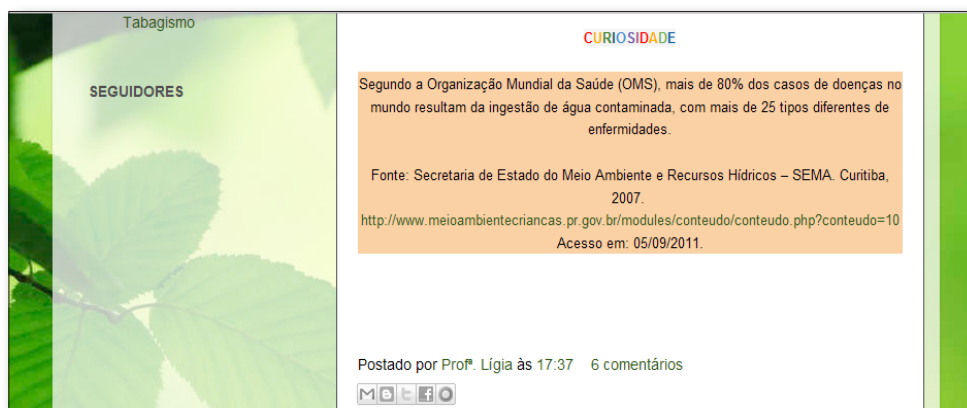 Tabagismo
SEGUIDORES
CURIOSIDADE
Segundo a Organização Mundial da Saúde (OMS), mais de 80% dos casos de doenças no
mundo resultam da ingestão de água contaminada, com mais de 25 tipos diferentes de
enfermidades.
Fonte: Secretaria de Estado do Meio Ambiente e Recursos Hídricos – SEMA. Curitiba,
2007.
http://www.meioambientecriancas.pr.gov.br/modules/conteudo/conteudo.php?conteudo=10
Acesso em: 05/09/2011.
Postado por Profª. Lígia às 17:37 6 comentários